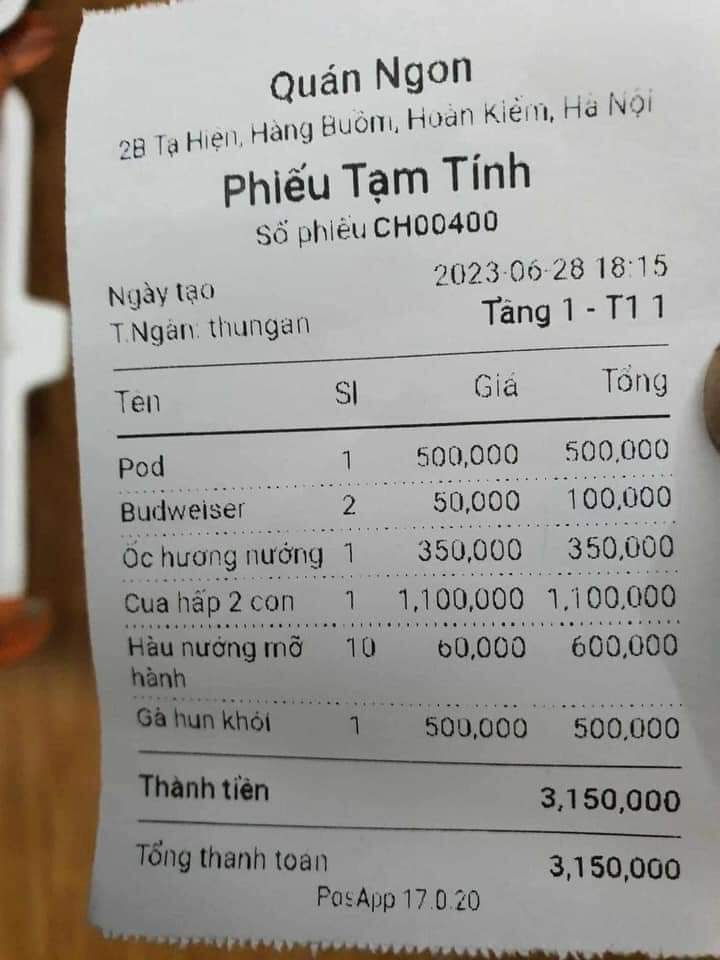 Quán Ngon
2B Tạ Hiện, Hàng Buồm, Hoàn Kiếm, Hà Nội
Phiếu Tạm Tính
Số phiếu CH00400
Ngày tạo 2023-06-28 18:15
T.Ngân: thungan Tầng 1 - T1 1
Tên Sl Giá Tổng
Pod 1 500,000 500,000
Budweiser 2 50,000 100,000
Ốc hương nướng 1 350,000 350,000
Cua hấp 2 con 1 1,100,000 1,100,000
Hàu nướng mỡ 10 60,000 600,000
hành
Gà hun khói 1 500,000 500,000
Thành tiền 3,150,000
Tổng thanh toán 3,150,000
PosApp 17.0.20